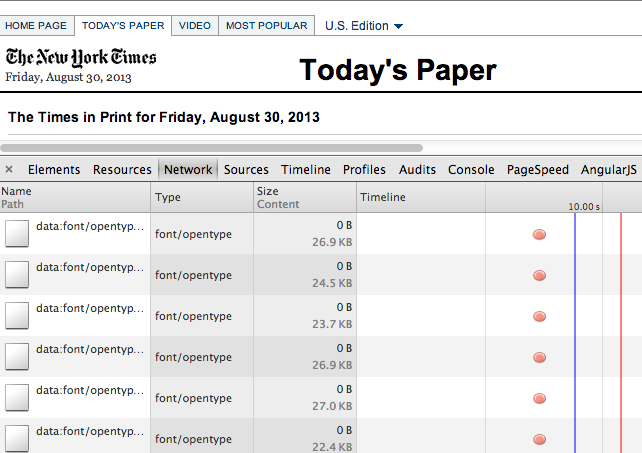 HOME PAGE TODAY'S PAPER VIDEO MOST POPULAR U.S. Edition
The New York Times
Friday, August 30, 2013
Today's Paper
The Times in Print for Friday, August 30, 2013
× Elements Resources Network Sources Timeline Profiles Audits Console PageSpeed AngularJS
Name Type Size Timeline
Path Content 10.00 s
data:font/opentyp... font/opentype 0 B
26.9 KB
data:font/opentyp... font/opentype 0 B
24.5 KB
data:font/opentyp... font/opentype 0 B
23.7 KB
data:font/opentyp... font/opentype 0 B
26.9 KB
data:font/opentyp... font/opentype 0 B
27.0 KB
data:font/opentyp... font/opentype 0 B
22.4 KB